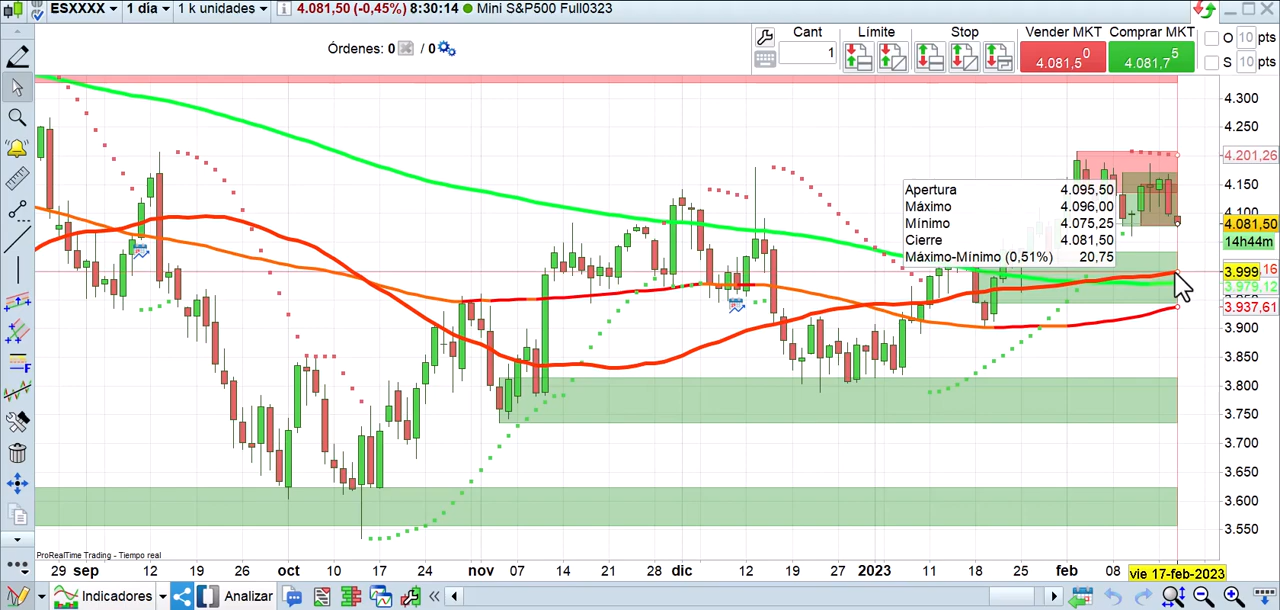 ESXXXX 1 día 1 k unidades 4.081,50 (-0,45%) 8:30:14 Mini S&P500 Full0323
Órdenes: 0 / 0
Cant Límite Stop Vender MKT Comprar MKT
1
4.081,5 0
4.081,7 5
O 10 pts
S 10 pts
4.300
4.250
4.201,26
4.150
4.100
4.081,50
14h44m
3.999,16
3.979,12
3.937,61
3.900
3.850
3.800
3.750
3.700
3.650
3.600
3.550
Apertura 4.095,50
Máximo 4.096,00
Mínimo 4.075,25
Cierre 4.081,50
Máximo-Mínimo (0.51%) 20,75
ProRealTime Trading - Tiempo real
29 sep 12 19 26 oct 10 17 24 nov 07 14 21 28 dic 12 19 27 2023 11 18 25 feb 08 vie 17-feb-2023
Indicadores Analizar